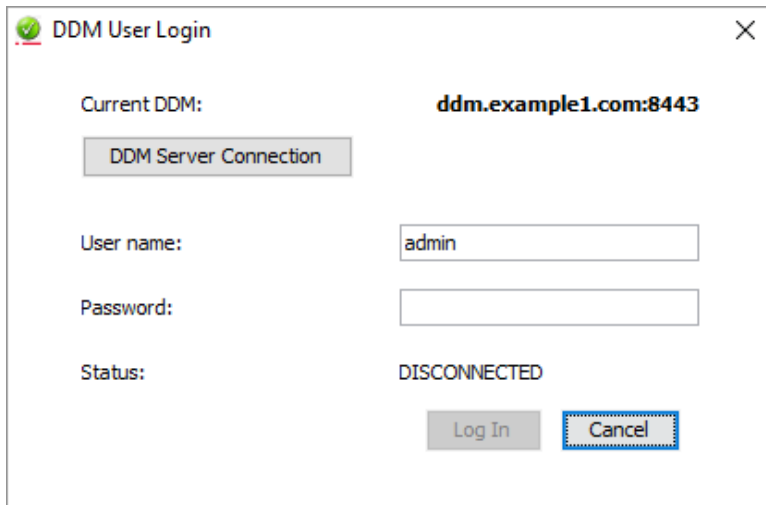 DDM User Login
Current DDM: ddm.example1.com:8443
DDM Server Connection
User name: admin
Password:
Status: DISCONNECTED
Log In Cancel